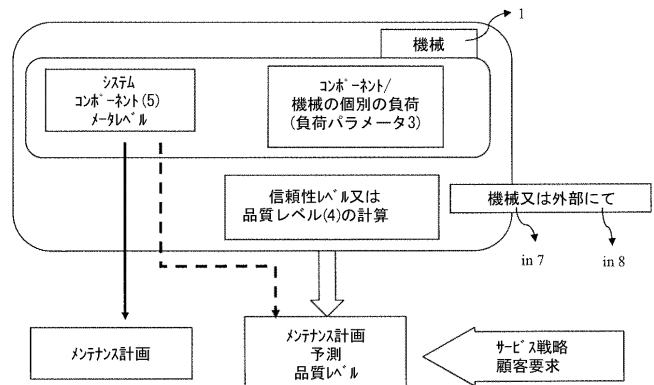 1
機械
システム
コンポーネント(5)
メータレベル
コンポーネント/
機械の個別の負荷
(負荷パラメータ3)
信頼性レベル又は
品質レベル(4)の計算
機械又は外部にて
in 7
in 8
メンテナンス計画
メンテナンス計画
予測
品質レベル
サービス戦略
顧客要求